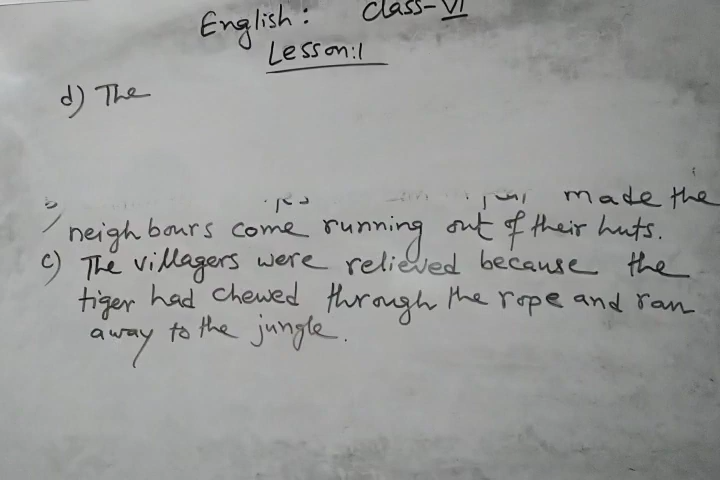 English: Class-VI
Lesson:1
d) The
made the
neighbours come running out of their huts.
c) The villagers were relieved because the
tiger had chewed through the rope and ran
away to the jungle.